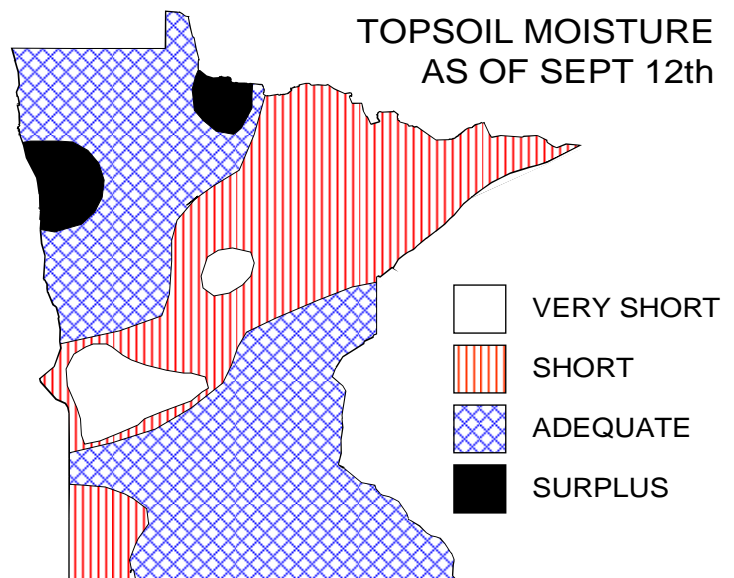 TOPSOIL MOISTURE
AS OF SEPT 12th
VERY SHORT
SHORT
ADEQUATE
SURPLUS